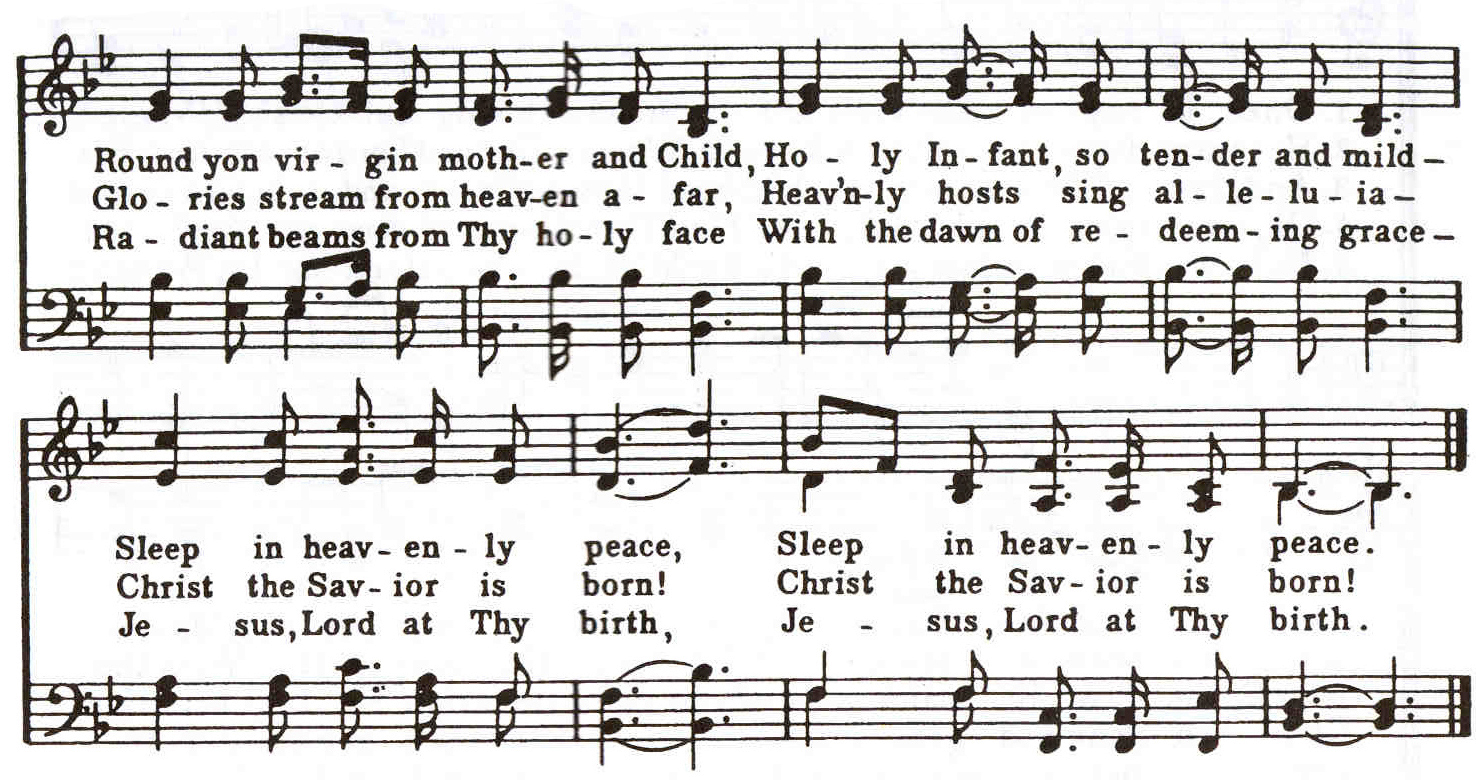 Round yon vir - gin moth-er and Child, Ho - ly In - fant, so ten- der and mild –
Glo - ries stream from heav-en a - far, Heav'n-ly hosts sing al - le - lu - ia –
Ra - diant beams from Thy ho - ly face With the dawn of re - deem - ing grace –
Sleep in heav- en - ly peace, Sleep in heav- en - ly peace.
Christ the Sav - ior is born! Christ the Sav - ior is born!
Je - sus, Lord at Thy birth, Je - sus, Lord at Thy birth.